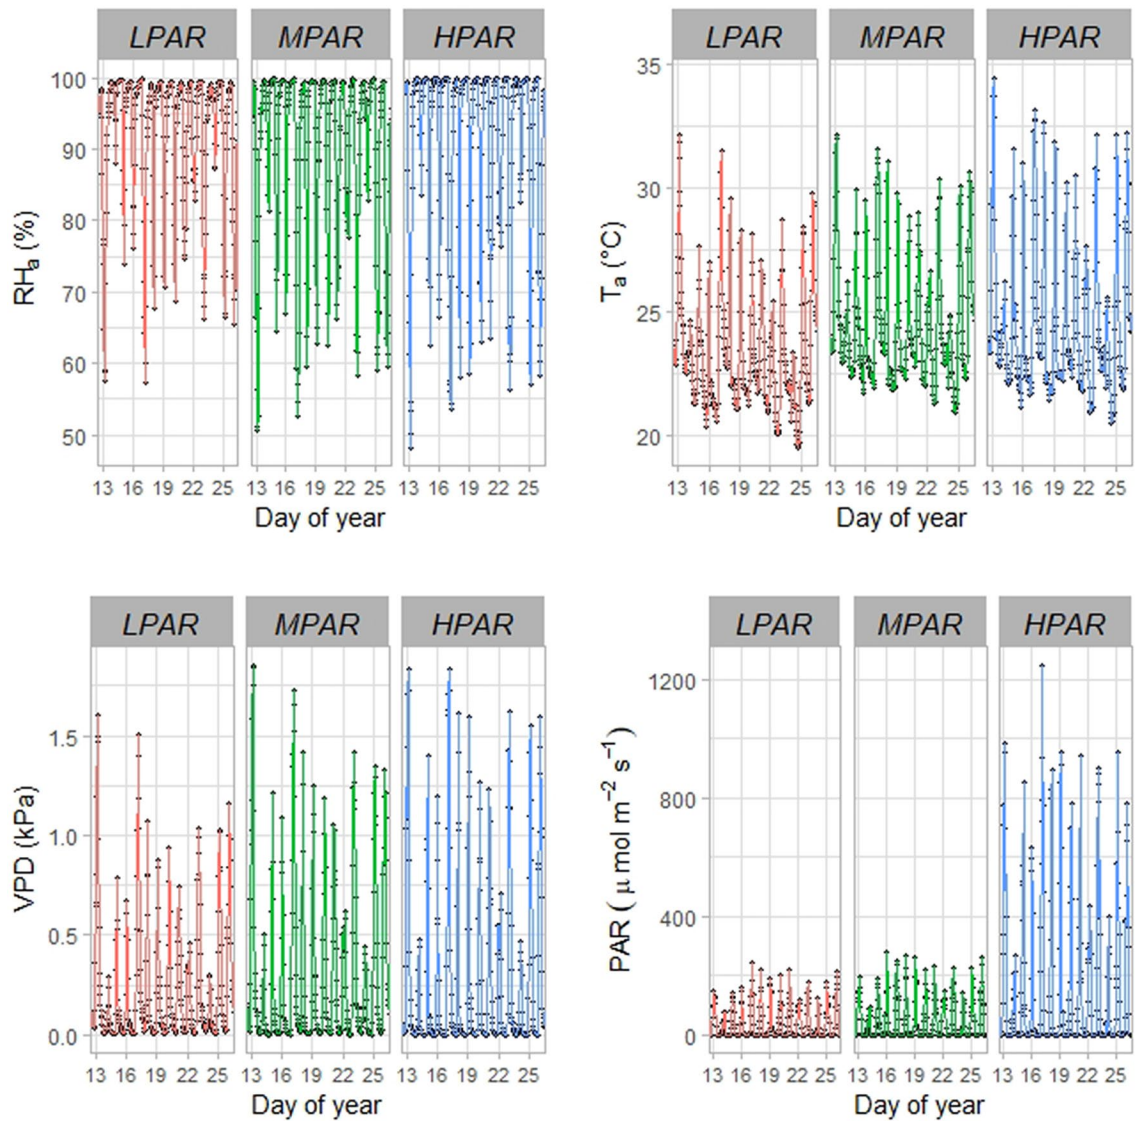 LPAR MPAR HPAR
RHₐ (%)
100
90
80
70
60
50
13 16 19 22 25 13 16 19 22 25 13 16 19 22 25
Day of year
LPAR MPAR HPAR
Tₐ (°C)
35
30
25
20
13 16 19 22 25 13 16 19 22 25 13 16 19 22 25
Day of year
LPAR MPAR HPAR
VPD (kPa)
1.5
1.0
0.5
0.0
13 16 19 22 25 13 16 19 22 25 13 16 19 22 25
Day of year
LPAR MPAR HPAR
PAR ( μ mol m⁻² s⁻¹)
1200
800
400
0
13 16 19 22 25 13 16 19 22 25 13 16 19 22 25
Day of year